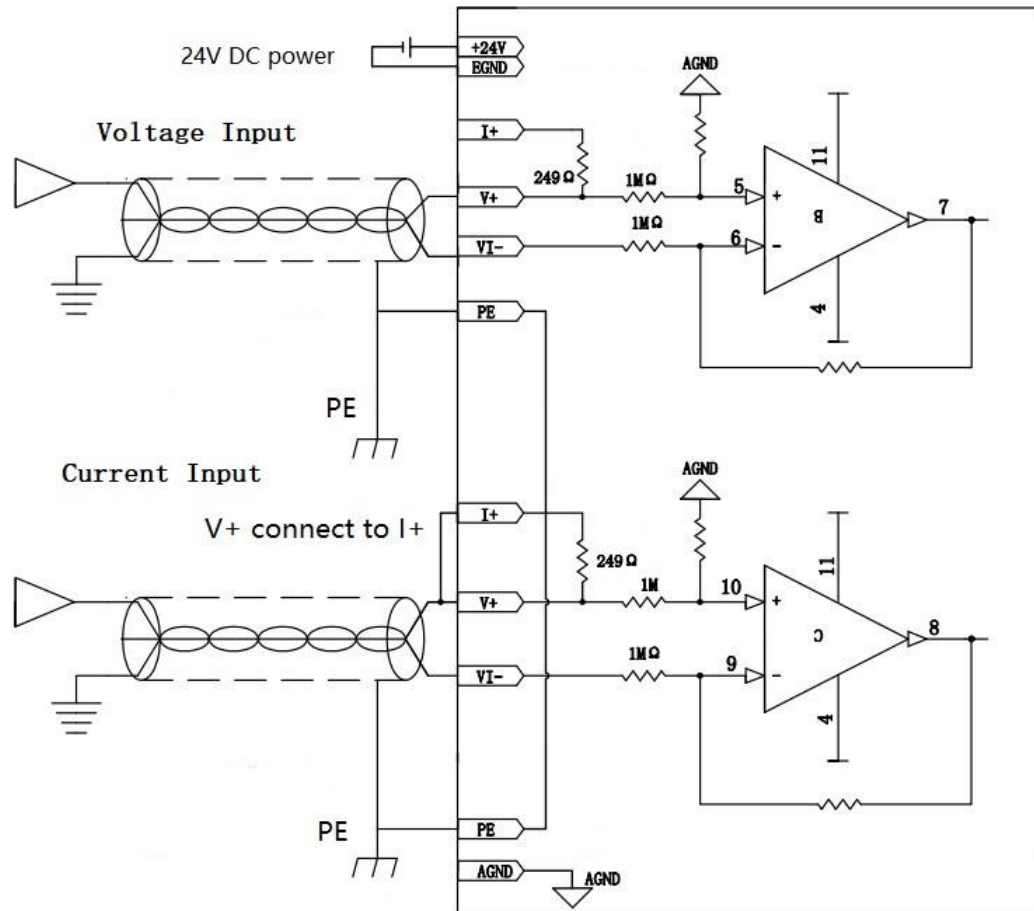 24V DC power
+24V
EGND
Voltage Input
I+
249Ω
V+
VI-
1MΩ
1MΩ
AGND
5
6
+
-
B
11
4
7
PE
PE
Current Input
V+ connect to I+
I+
249Ω
V+
VI-
1M
1MΩ
AGND
10
9
+
-
C
11
4
8
PE
PE
AGND
AGND